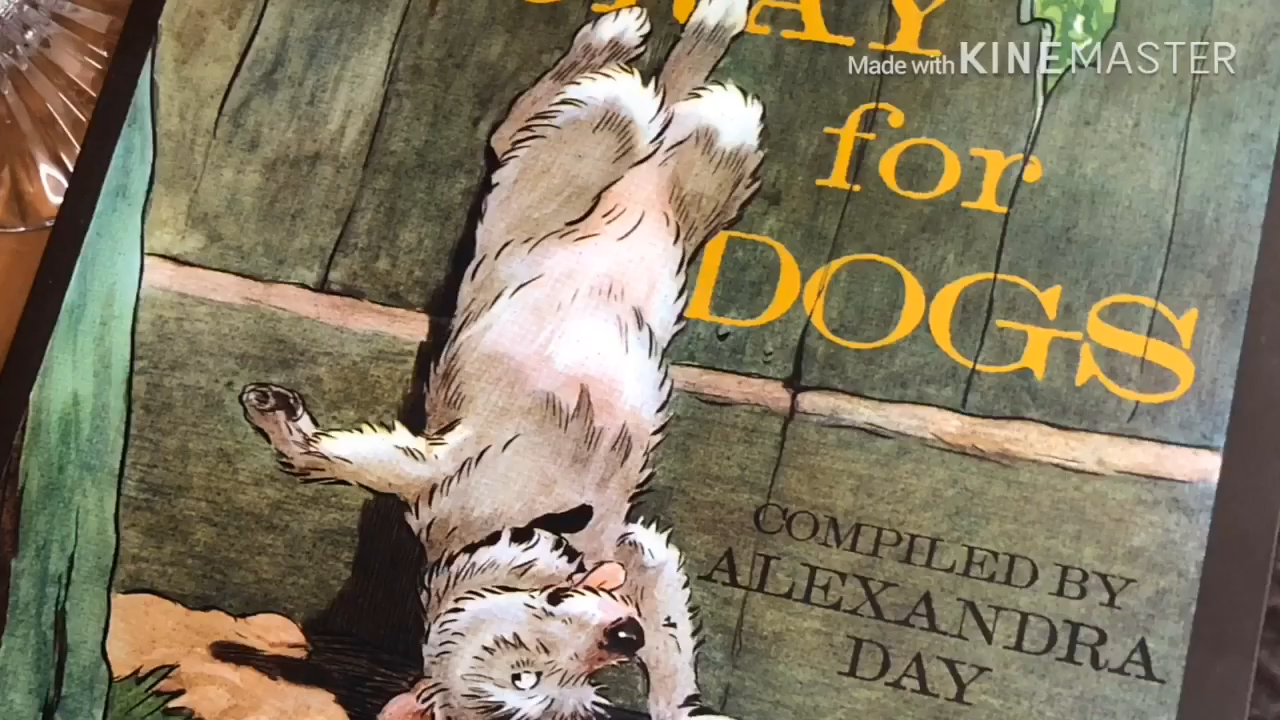 Made with KINEMASTER
for
DOGS
COMPILED BY
ALEXANDRA
DAY